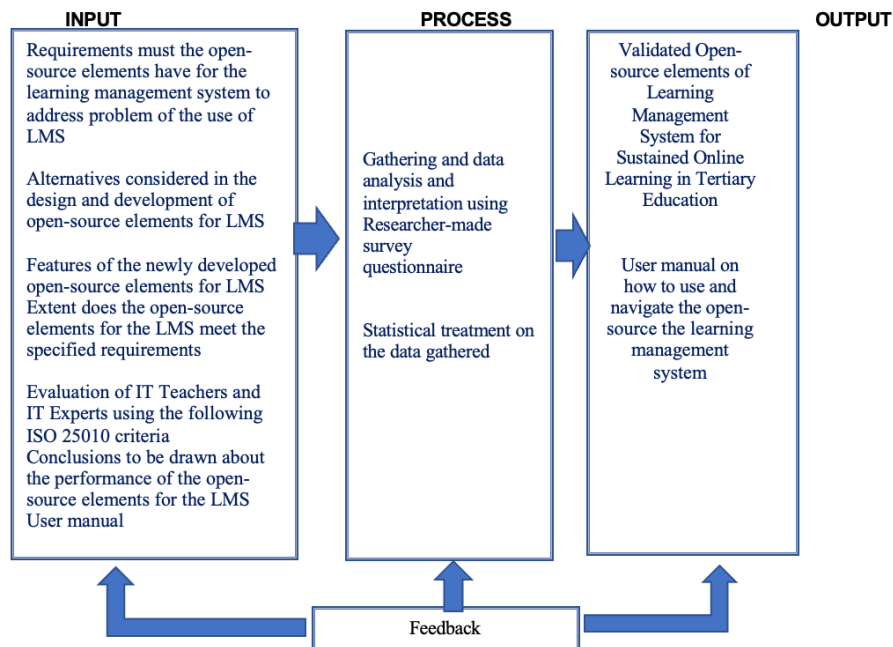 INPUT
Requirements must the open-
source elements have for the
learning management system to
address problem of the use of
LMS
Alternatives considered in the
design and development of
open-source elements for LMS
Features of the newly developed
open-source elements for LMS
Extent does the open-source
elements for the LMS meet the
specified requirements
Evaluation of IT Teachers and
IT Experts using the following
ISO 25010 criteria
Conclusions to be drawn about
the performance of the open-
source elements for the LMS
User manual
PROCESS
Gathering and data
analysis and
interpretation using
Researcher-made
survey
questionnaire
Statistical treatment on
the data gathered
OUTPUT
Validated Open-
source elements of
Learning
Management
System for
Sustained Online
Learning in Tertiary
Education
User manual on
how to use and
navigate the open-
source the learning
management
system
Feedback